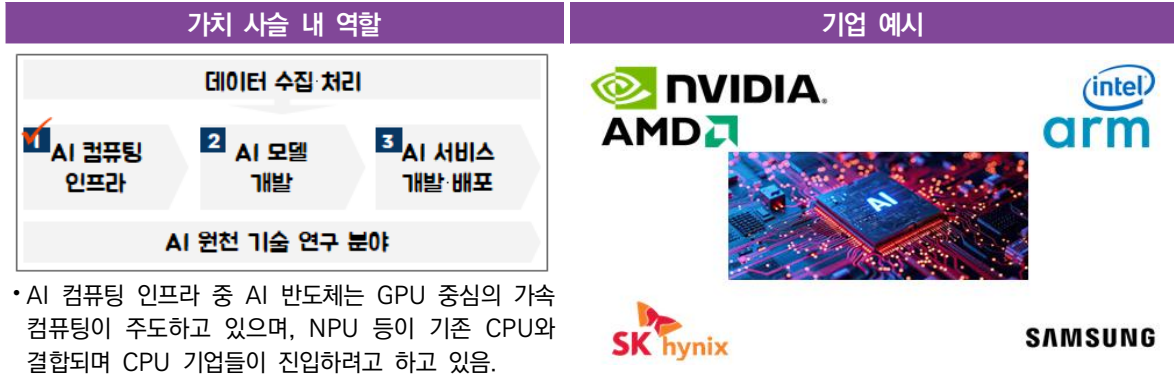 가치 사슬 내 역할
기업 예시
데이터 수집·처리
1 AI 컴퓨팅
인프라
2 AI 모델
개발
3 AI 서비스
개발·배포
AI 원천 기술 연구 분야
• AI 컴퓨팅 인프라 중 AI 반도체는 GPU 중심의 가속
컴퓨팅이 주도하고 있으며, NPU 등이 기존 CPU와
결합되며 CPU 기업들이 진입하려고 하고 있음.
NVIDIA.
AMD
intel
arm
AI
SK hynix
SAMSUNG